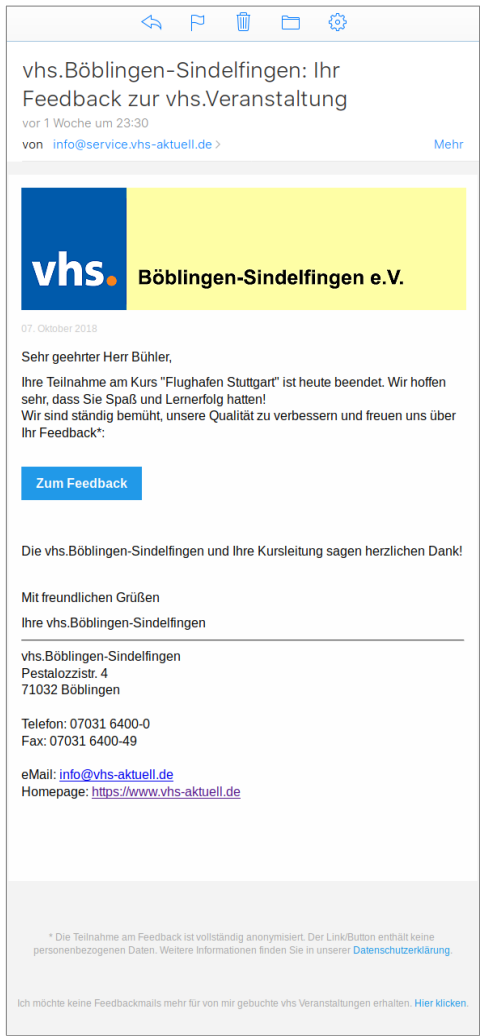 vhs.Böblingen-Sindelfingen: Ihr
Feedback zur vhs.Veranstaltung
vor 1 Woche um 23:30
von info@service.vhs-aktuell.de > Mehr
vhs. Böblingen-Sindelfingen e.V.
07. Oktober 2018
Sehr geehrter Herr Bühler,
Ihre Teilnahme am Kurs "Flughafen Stuttgart" ist heute beendet. Wir hoffen
sehr, dass Sie Spaß und Lernerfolg hatten!
Wir sind ständig bemüht, unsere Qualität zu verbessern und freuen uns über
Ihr Feedback*:
Zum Feedback
Die vhs.Böblingen-Sindelfingen und Ihre Kursleitung sagen herzlichen Dank!
Mit freundlichen Grüßen
Ihre vhs.Böblingen-Sindelfingen
vhs.Böblingen-Sindelfingen
Pestalozzistr. 4
71032 Böblingen
Telefon: 07031 6400-0
Fax: 07031 6400-49
eMail: info@vhs-aktuell.de
Homepage: https://www.vhs-aktuell.de
* Die Teilnahme am Feedback ist vollständig anonymisiert. Der Link/Button enthält keine
personenbezogenen Daten. Weitere Informationen finden Sie in unserer Datenschutzerklärung.
Ich möchte keine Feedbackmails mehr für von mir gebuchte vhs Veranstaltungen erhalten. Hier klicken.